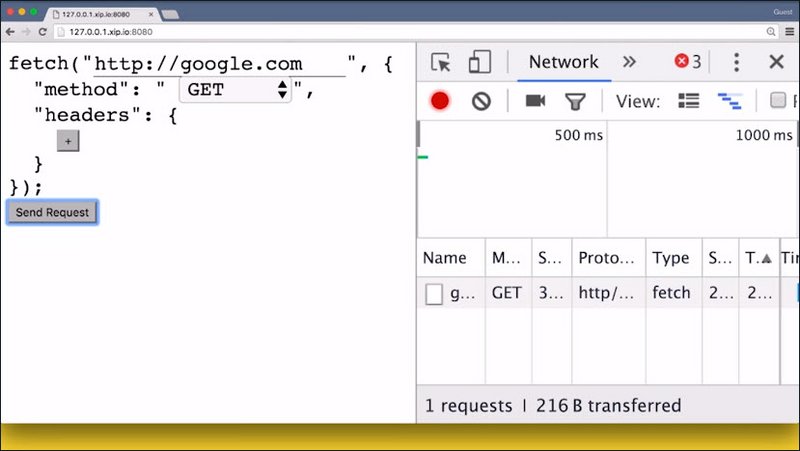 127.0.0.1.xip.io:8080
Guest
127.0.0.1.xip.io:8080
fetch("http://google.com", {
"method": "GET",
"headers": {
+
}
});
Send Request
Network
3
View:
500 ms
1000 ms
Name M… S… Proto… Type S… T… Tim
g… GET 3… http/… fetch 2… 2…
1 requests | 216 B transferred